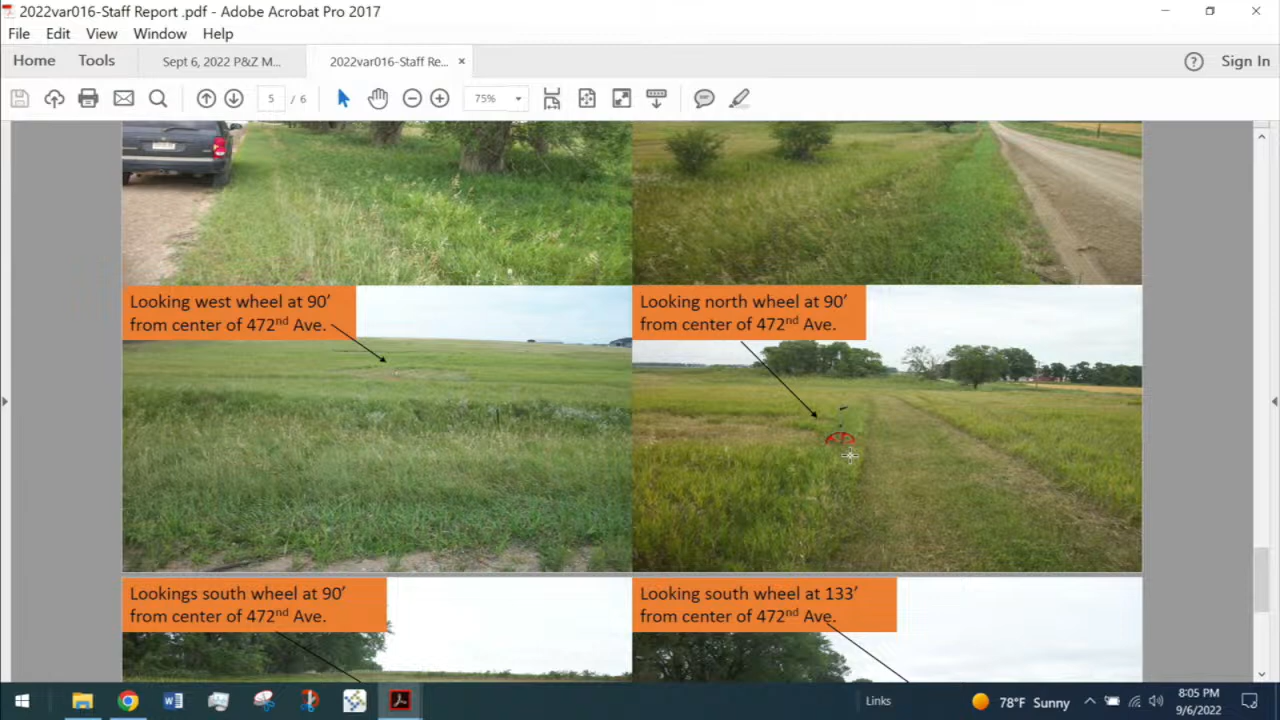 2022var016-Staff Report .pdf - Adobe Acrobat Pro 2017
File Edit View Window Help
Home Tools Sept 6, 2022 P&Z M... 2022var016-Staff Re... × Sign In
5 / 6 75%
Looking west wheel at 90’
from center of 472nd Ave.
Looking north wheel at 90’
from center of 472nd Ave.
Lookings south wheel at 90’
from center of 472nd Ave.
Looking south wheel at 133’
from center of 472nd Ave.
Links 78°F Sunny 8:05 PM
9/6/2022